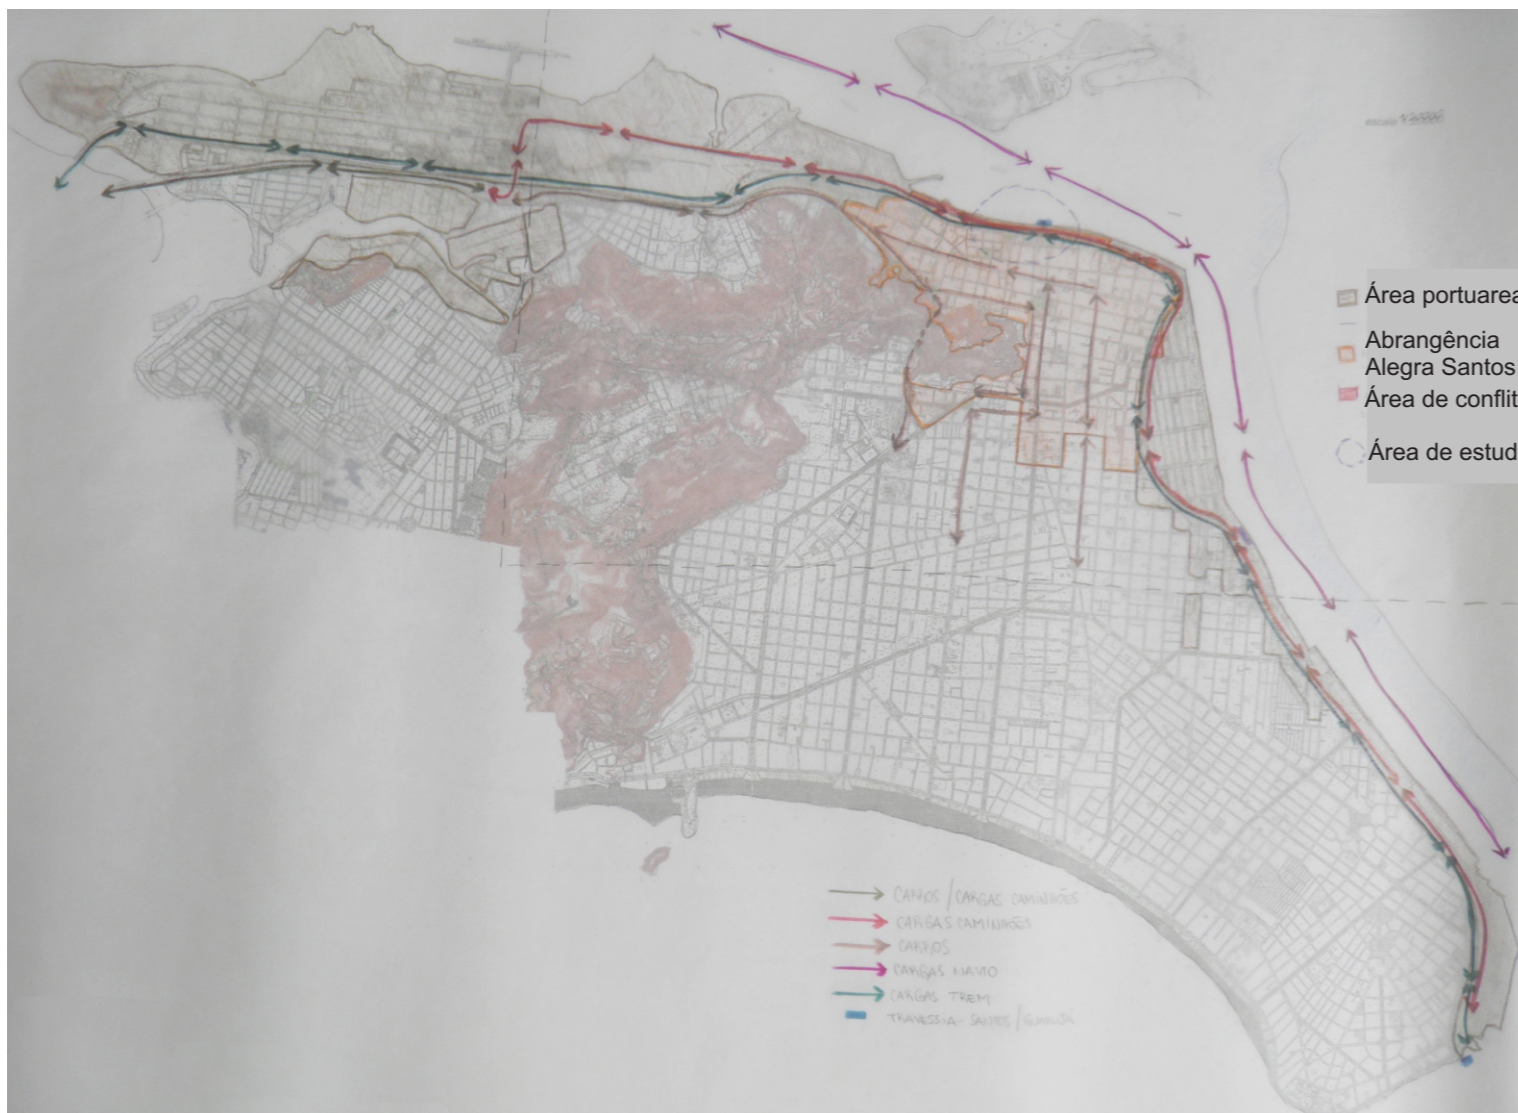 Área portuarea
Abrangência
Alegra Santos
Área de conflit
Área de estud
CARROS / CARGAS CAMINHÕES
CARGAS CAMINHÕES
CARROS
CARGAS NAVIO
CARGAS TREM
TRAVESSIA SANTOS /